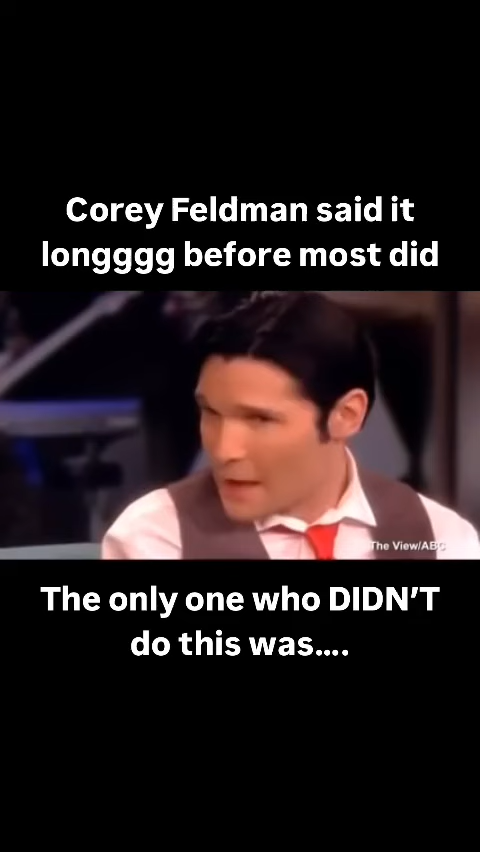 Corey Feldman said it
longggg before most did
The View/ABC
The only one who DIDN'T
do this was....